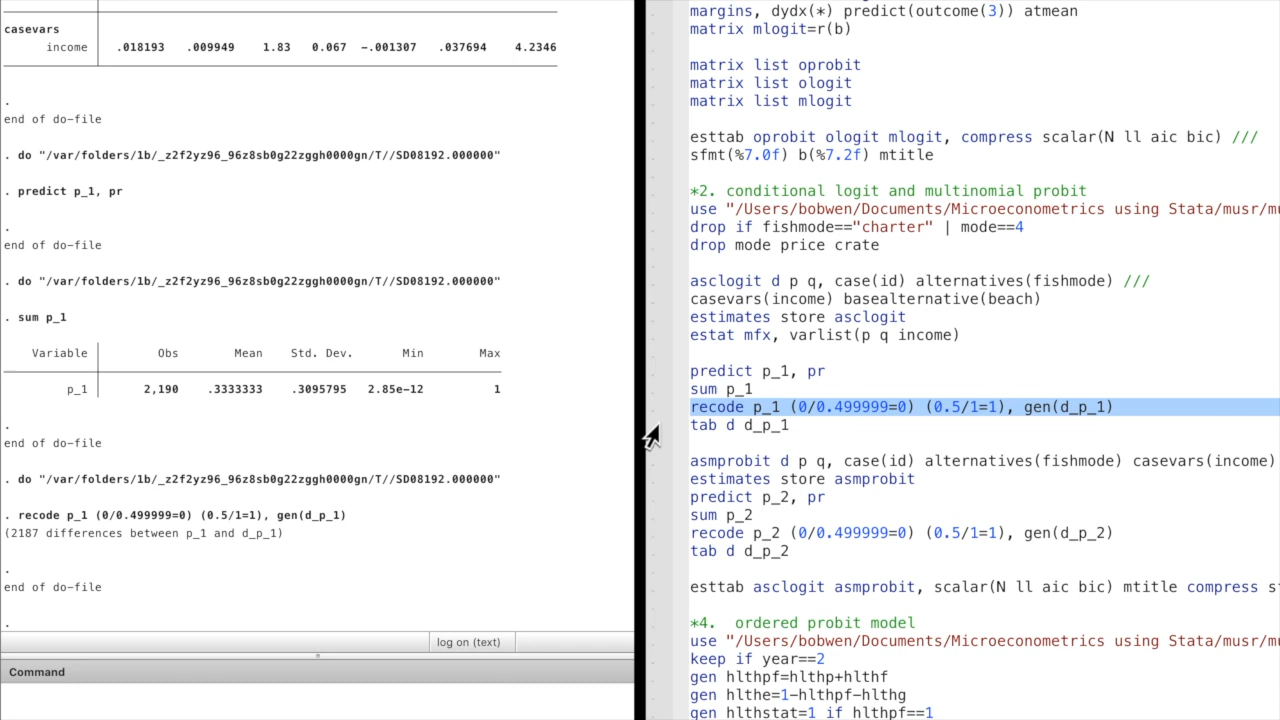 casevars
income .018193 .009949 1.83 0.067 -.001307 .037694 4.2346
.
end of do-file
. do "/var/folders/1b/_z2f2yz96_96z8sb0g22zggh0000gn/T//SD08192.000000"
. predict p_1, pr
.
end of do-file
. do "/var/folders/1b/_z2f2yz96_96z8sb0g22zggh0000gn/T//SD08192.000000"
. sum p_1
Variable Obs Mean Std. Dev. Min Max
p_1 2,190 .3333333 .3095795 2.85e-12 1
.
end of do-file
. do "/var/folders/1b/_z2f2yz96_96z8sb0g22zggh0000gn/T//SD08192.000000"
. recode p_1 (0/0.499999=0) (0.5/1=1), gen(d_p_1)
(2187 differences between p_1 and d_p_1)
.
end of do-file
.
log on (text)
Command
margins, dydx(*) predict(outcome(3)) atmean
matrix mlogit=r(b)
matrix list oprobit
matrix list ologit
matrix list mlogit
esttab oprobit ologit mlogit, compress scalar(N ll aic bic) ///
sfmt(%7.0f) b(%7.2f) mtitle
*2. conditional logit and multinomial probit
use "/Users/bobwen/Documents/Microeconometrics using Stata/musr/mu
drop if fishmode=="charter" | mode==4
drop mode price crate
asclogit d p q, case(id) alternatives(fishmode) ///
casevars(income) basealternative(beach)
estimates store asclogit
estat mfx, varlist(p q income)
predict p_1, pr
sum p_1
recode p_1 (0/0.499999=0) (0.5/1=1), gen(d_p_1)
tab d d_p_1
asmprobit d p q, case(id) alternatives(fishmode) casevars(income)
estimates store asmprobit
predict p_2, pr
sum p_2
recode p_2 (0/0.499999=0) (0.5/1=1), gen(d_p_2)
tab d d_p_2
esttab asclogit asmprobit, scalar(N ll aic bic) mtitle compress st
*4. ordered probit model
use "/Users/bobwen/Documents/Microeconometrics using Stata/musr/mu
keep if year==2
gen hlthpf=hlthp+hlthf
gen hlthe=1-hlthpf-hlthg
gen hlthstat=1 if hlthpf==1